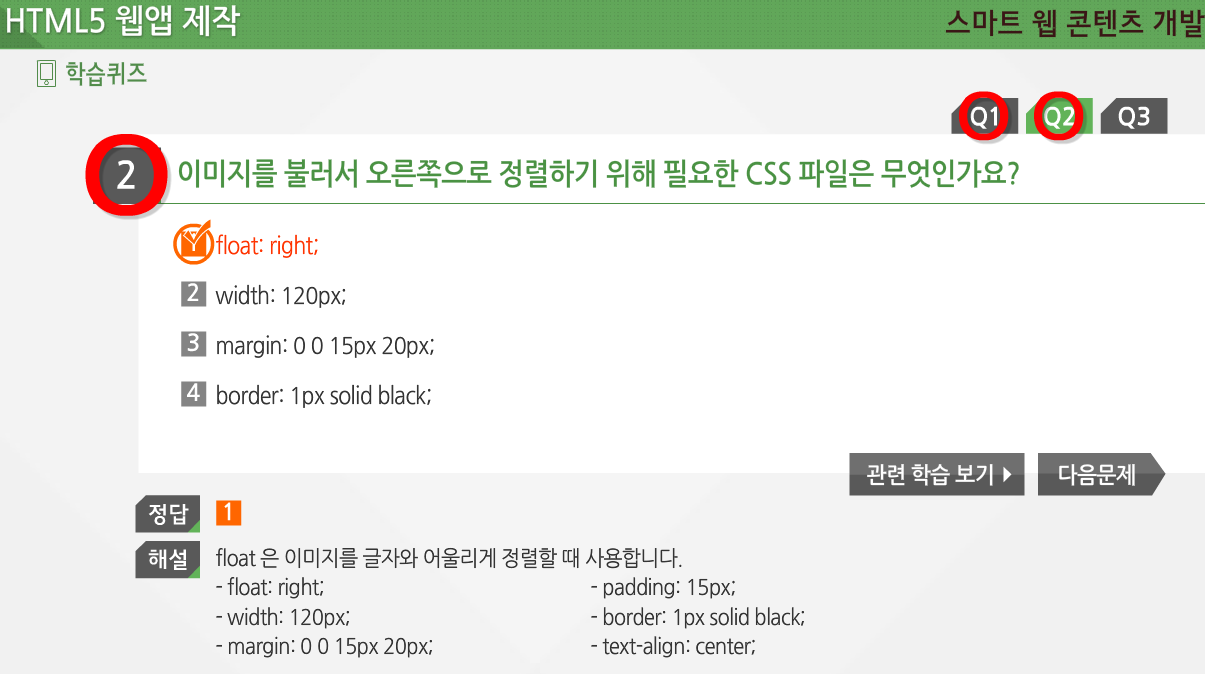 HTML5 웹앱 제작
스마트 웹 콘텐츠 개발
학습퀴즈
Q1 Q2 Q3
2 이미지를 불러서 오른쪽으로 정렬하기 위해 필요한 CSS 파일은 무엇인가요?
float: right;
2 width: 120px;
3 margin: 0 0 15px 20px;
4 border: 1px solid black;
관련 학습 보기 다음문제
정답 1
해설 float 은 이미지를 글자와 어울리게 정렬할 때 사용합니다.
- float: right; - padding: 15px;
- width: 120px; - border: 1px solid black;
- margin: 0 0 15px 20px; - text-align: center;